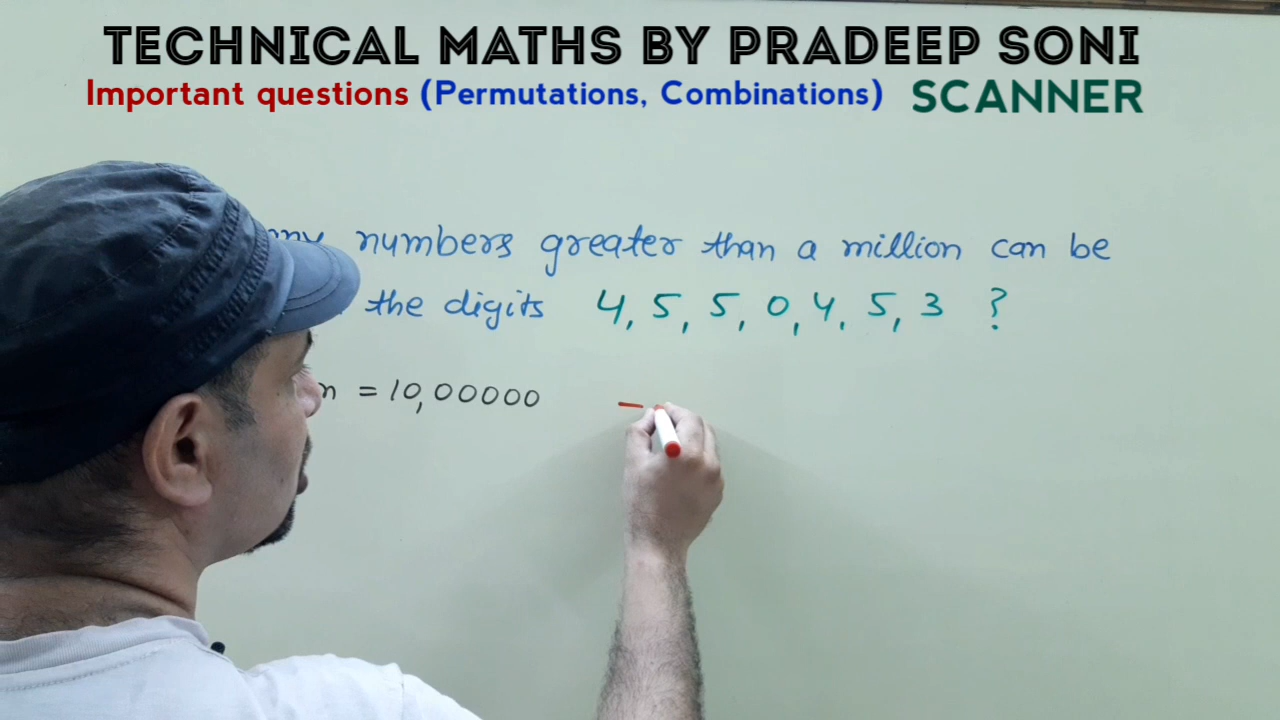 TECHNICAL MATHS BY PRADEEP SONI
Important questions (Permutations, Combinations) SCANNER
numbers greater than a million can be
the digits 4, 5, 5, 0, 4, 5, 3 ?
= 10,00000